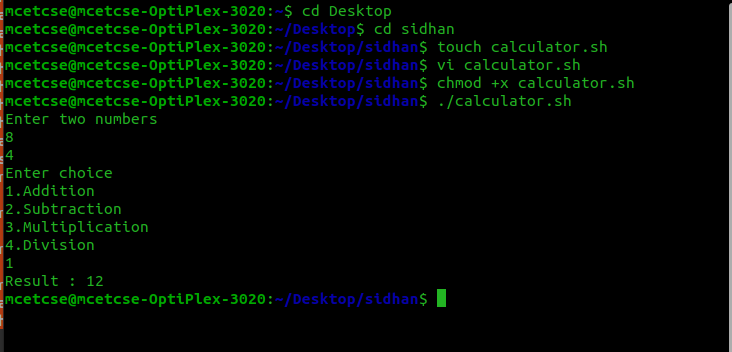 mcetcse@mcetcse-OptiPlex-3020:~$ cd Desktop
mcetcse@mcetcse-OptiPlex-3020:~/Desktop$ cd sidhan
mcetcse@mcetcse-OptiPlex-3020:~/Desktop/sidhan$ touch calculator.sh
mcetcse@mcetcse-OptiPlex-3020:~/Desktop/sidhan$ vi calculator.sh
mcetcse@mcetcse-OptiPlex-3020:~/Desktop/sidhan$ chmod +x calculator.sh
mcetcse@mcetcse-OptiPlex-3020:~/Desktop/sidhan$ ./calculator.sh
Enter two numbers
8
4
Enter choice
1.Addition
2.Subtraction
3.Multiplication
4.Division
1
Result : 12
mcetcse@mcetcse-OptiPlex-3020:~/Desktop/sidhan$